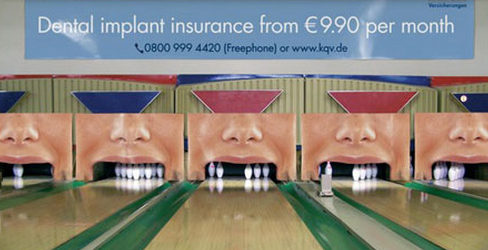 Versicherungen
Dental implant insurance from €9.90 per month
0800 999 4420 (Freephone) or www.kqv.de